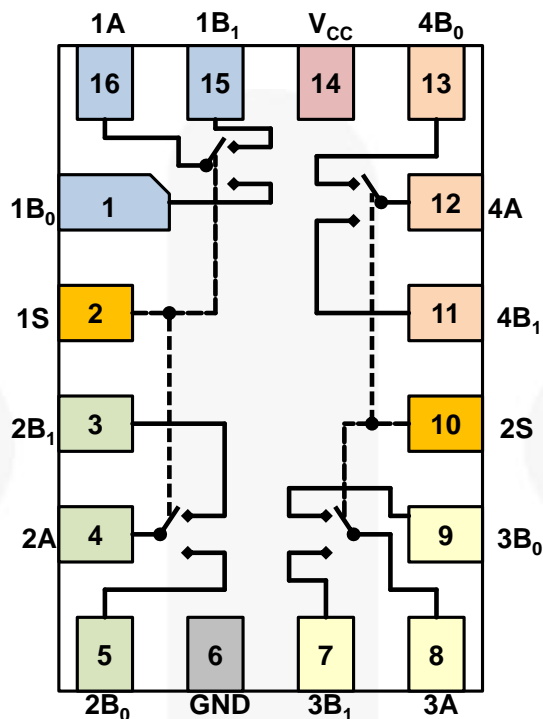 1A 1B₁ V_CC 4B₀
16 15 14 13
1B₀ 1 12 4A
1S 2 11 4B₁
2B₁ 3 10 2S
2A 4 9 3B₀
5 6 7 8
2B₀ GND 3B₁ 3A